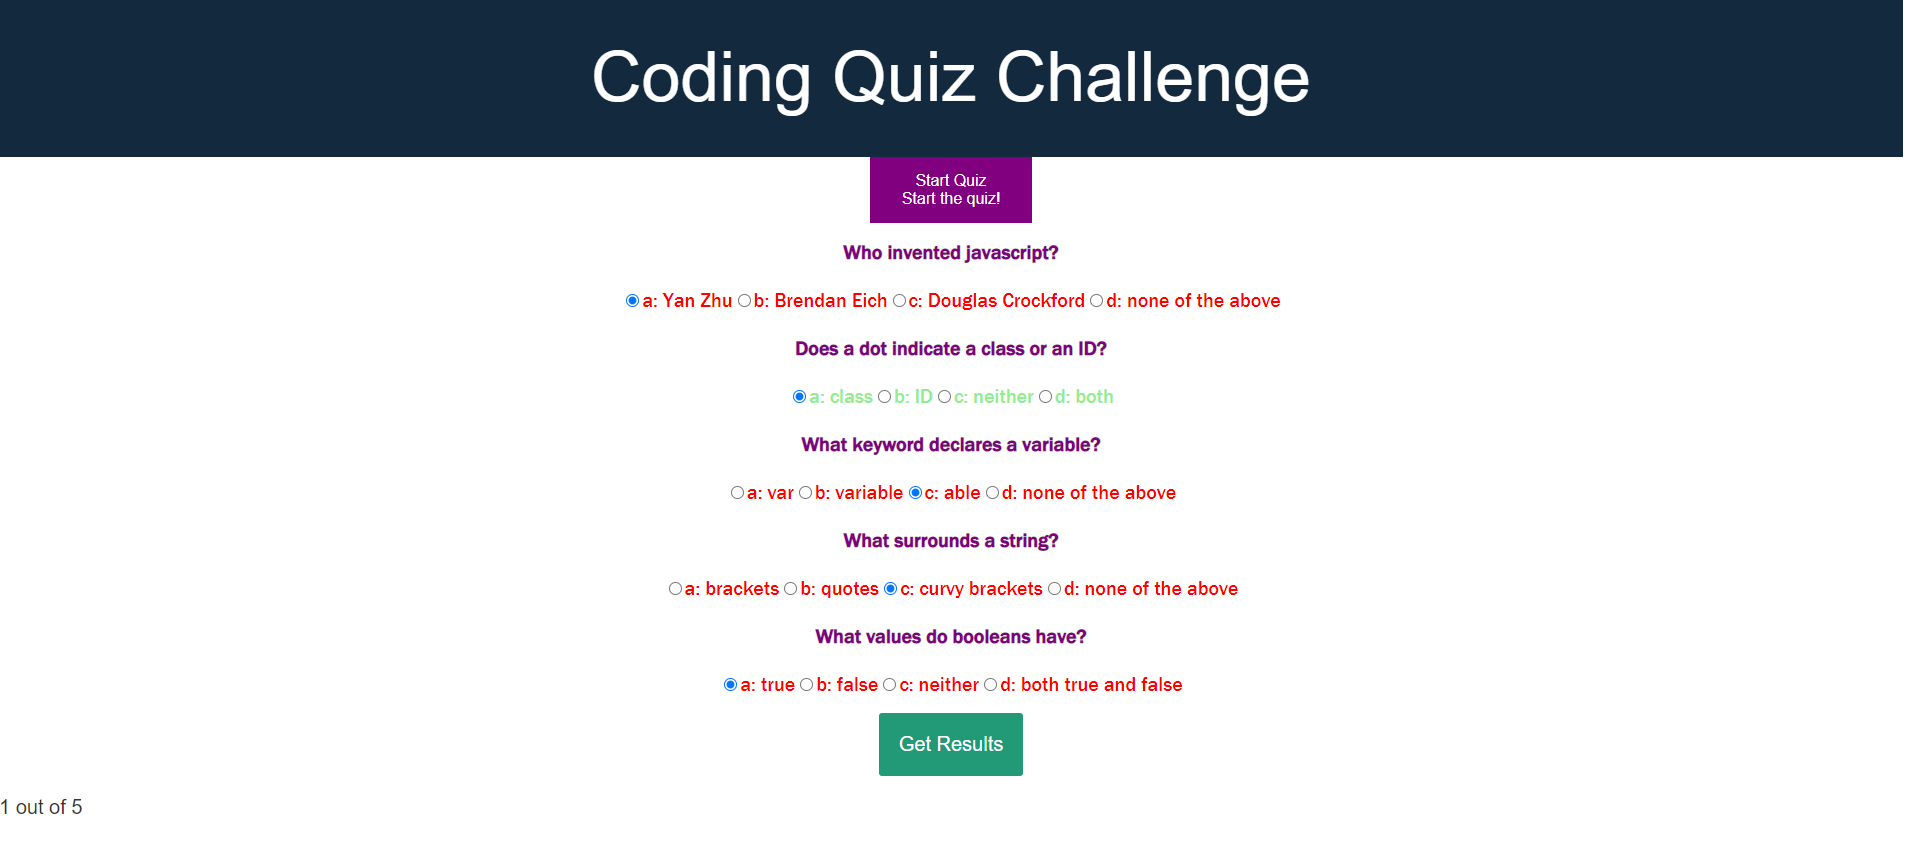 Coding Quiz Challenge
Start Quiz
Start the quiz!
Who invented javascript?
a: Yan Zhu b: Brendan Eich c: Douglas Crockford d: none of the above
Does a dot indicate a class or an ID?
a: class b: ID c: neither d: both
What keyword declares a variable?
a: var b: variable c: able d: none of the above
What surrounds a string?
a: brackets b: quotes c: curvy brackets d: none of the above
What values do booleans have?
a: true b: false c: neither d: both true and false
Get Results
1 out of 5